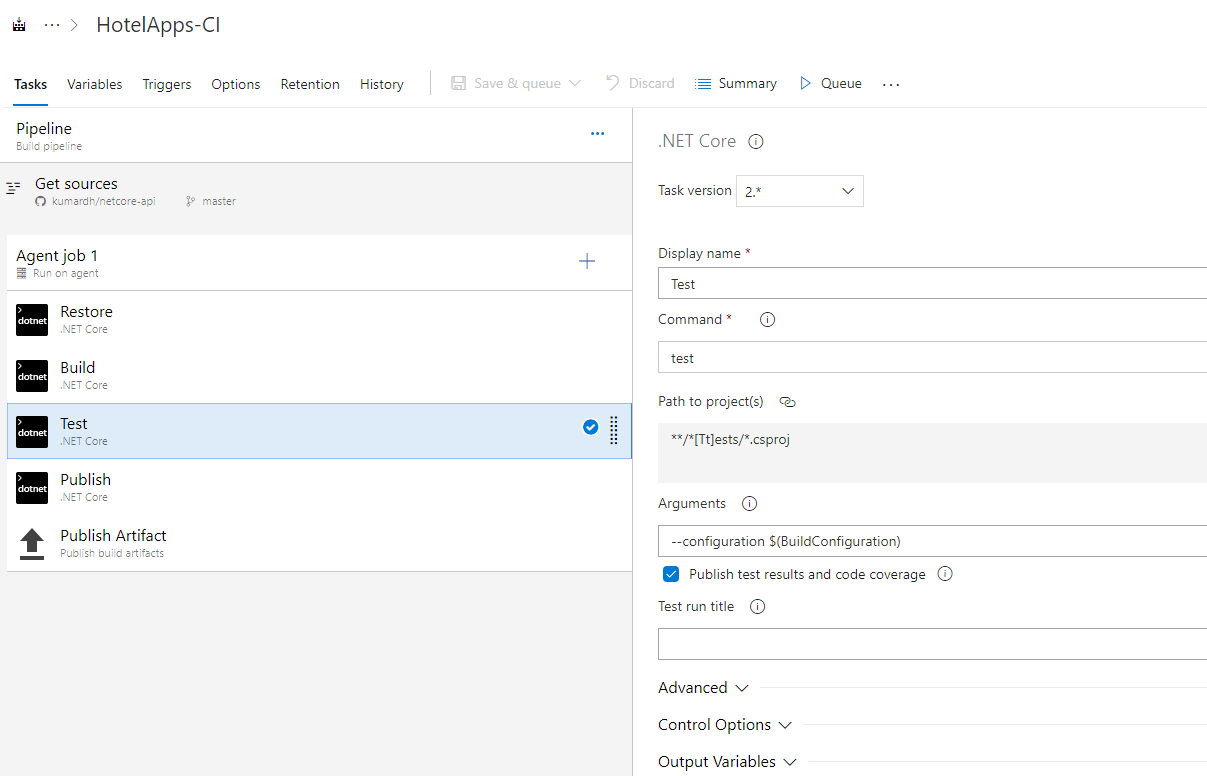 ··· > HotelApps-CI
Tasks Variables Triggers Options Retention History Save & queue Discard Summary Queue ...
Pipeline
Build pipeline
Get sources
kumardh/netcore-api master
Agent job 1
Run on agent
>
dotnet
Restore
.NET Core
>
dotnet
Build
.NET Core
>
dotnet
Test
.NET Core
>
dotnet
Publish
.NET Core
Publish Artifact
Publish build artifacts
.NET Core
Task version 2.*
Display name *
Test
Command *
test
Path to project(s)
**/*[Tt]ests/*.csproj
Arguments
--configuration $(BuildConfiguration)
Publish test results and code coverage
Test run title
Advanced
Control Options
Output Variables